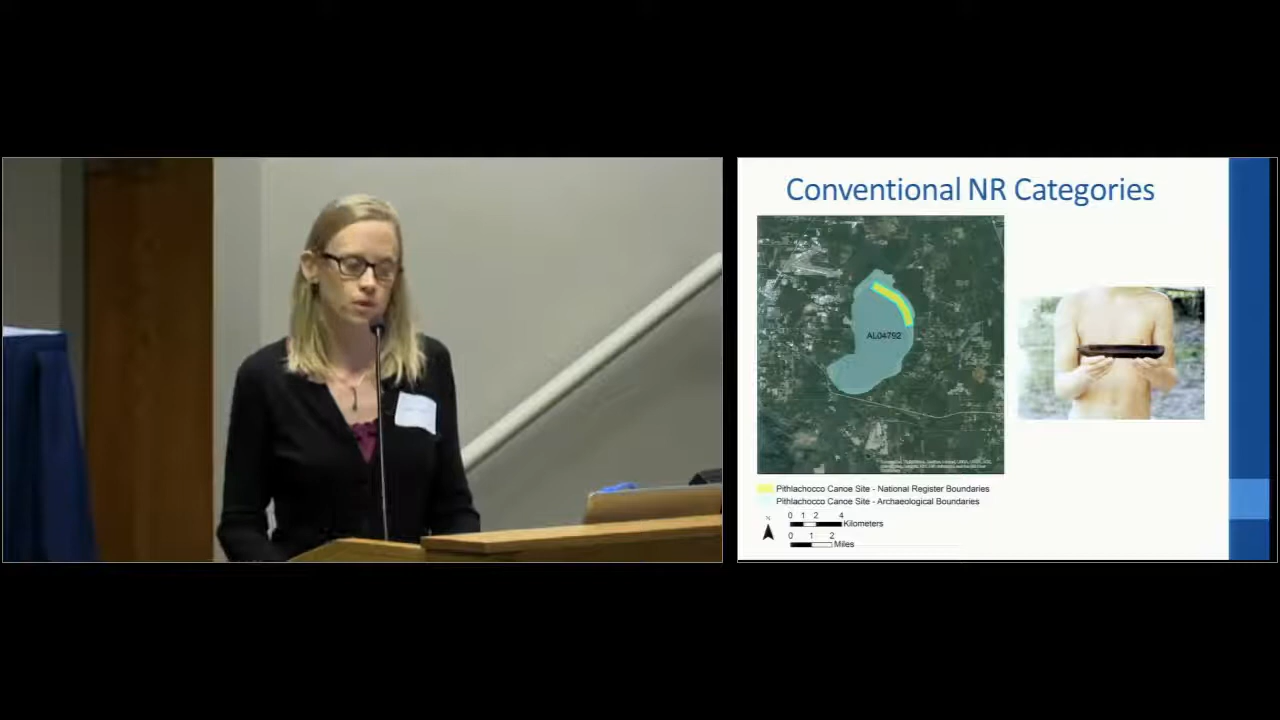 Conventional NR Categories
AL04792
Pithlachocco Canoe Site - National Register Boundaries
Pithlachocco Canoe Site - Archaeological Boundaries
N
0 1 2 4
Kilometers
0 1 2
Miles